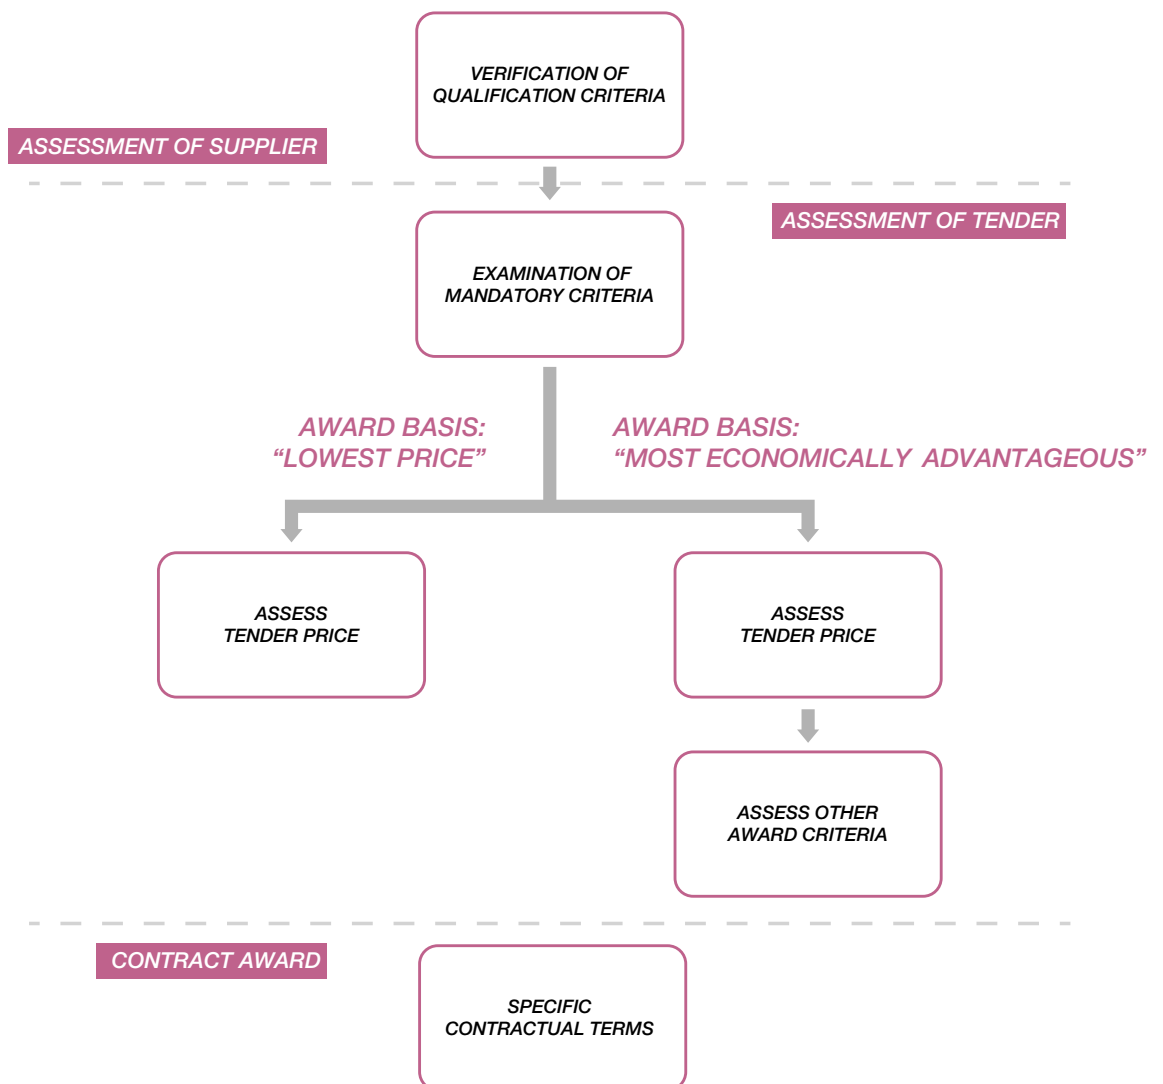 VERIFICATION OF
QUALIFICATION CRITERIA
ASSESSMENT OF SUPPLIER
ASSESSMENT OF TENDER
EXAMINATION OF
MANDATORY CRITERIA
AWARD BASIS:
“LOWEST PRICE”
AWARD BASIS:
“MOST ECONOMICALLY ADVANTAGEOUS”
ASSESS
TENDER PRICE
ASSESS
TENDER PRICE
ASSESS OTHER
AWARD CRITERIA
CONTRACT AWARD
SPECIFIC
CONTRACTUAL TERMS